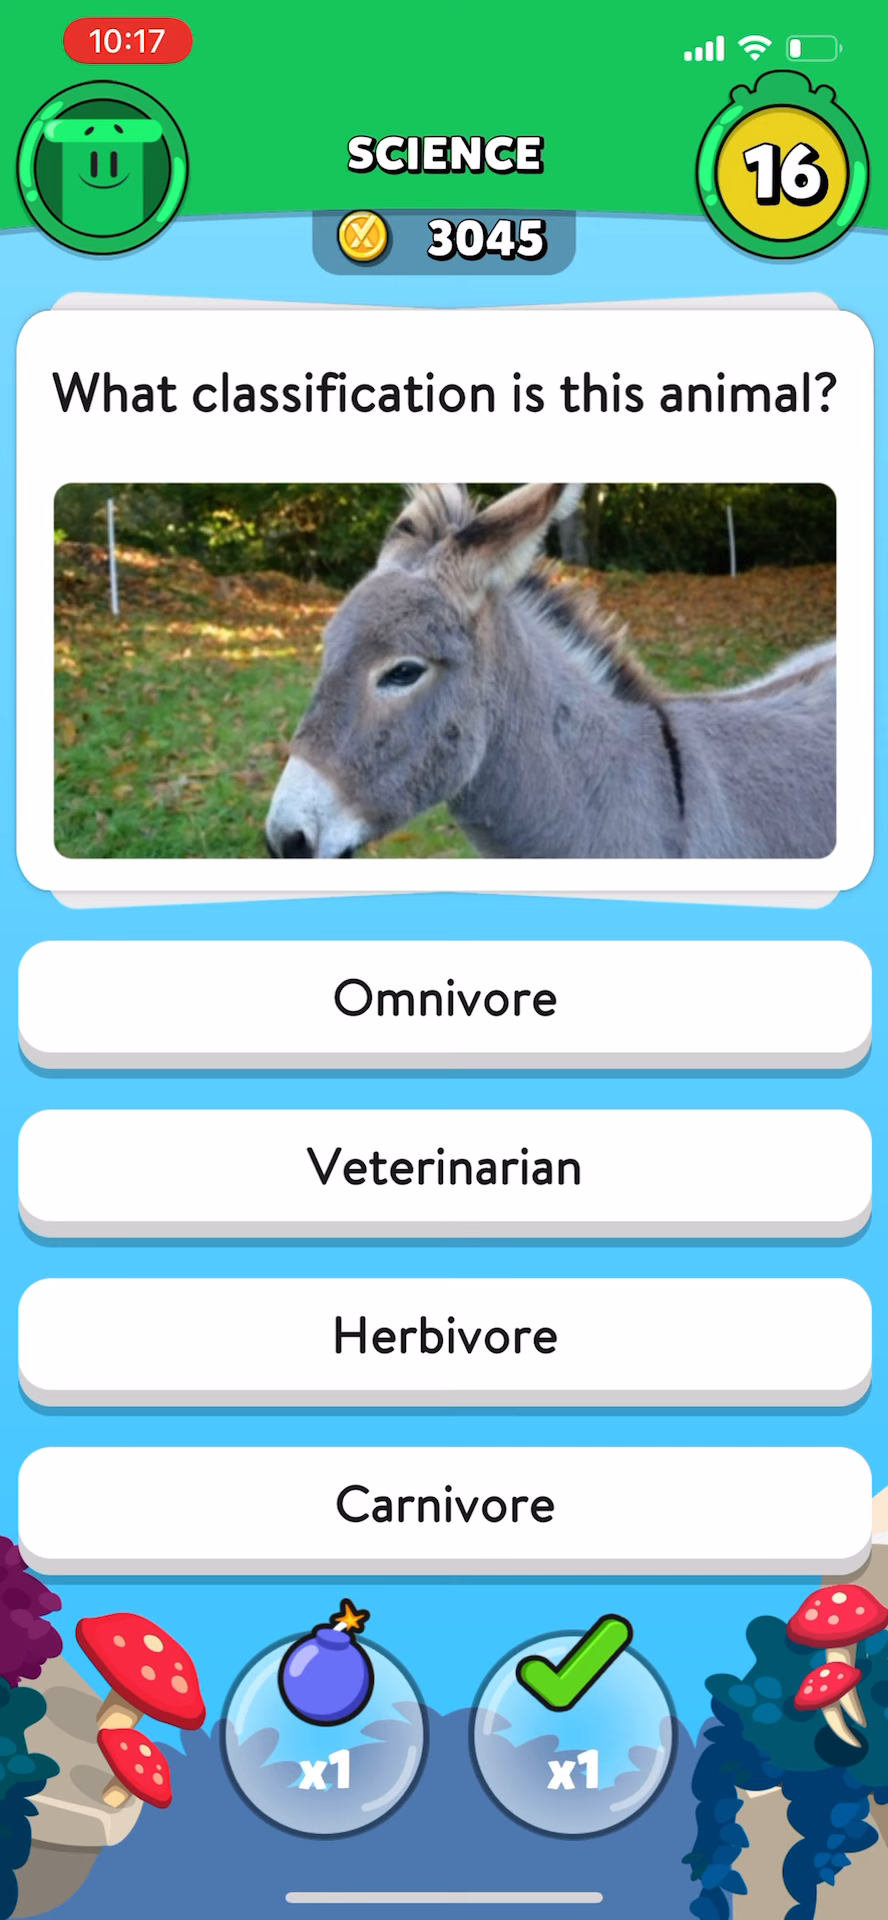 10:17
SCIENCE
16
3045
What classification is this animal?
Omnivore
Veterinarian
Herbivore
Carnivore
x1
x1